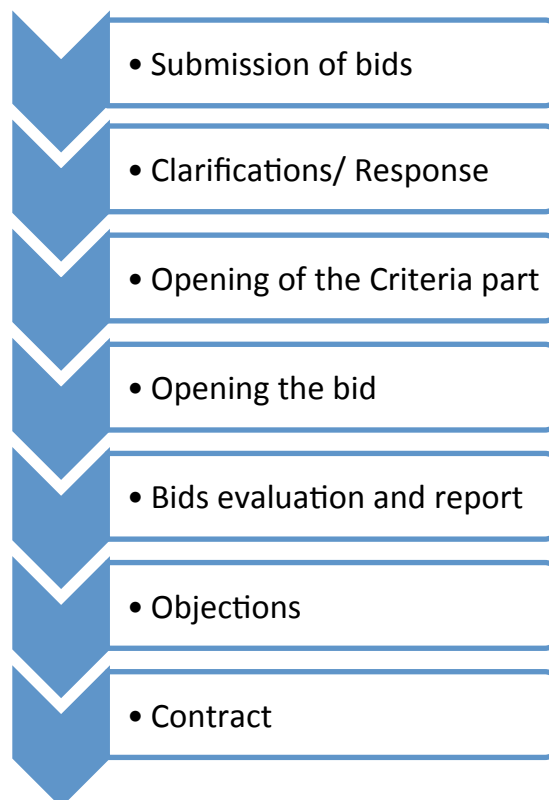 • Submission of bids
• Clarifications/ Response
• Opening of the Criteria part
• Opening the bid
• Bids evaluation and report
• Objections
• Contract